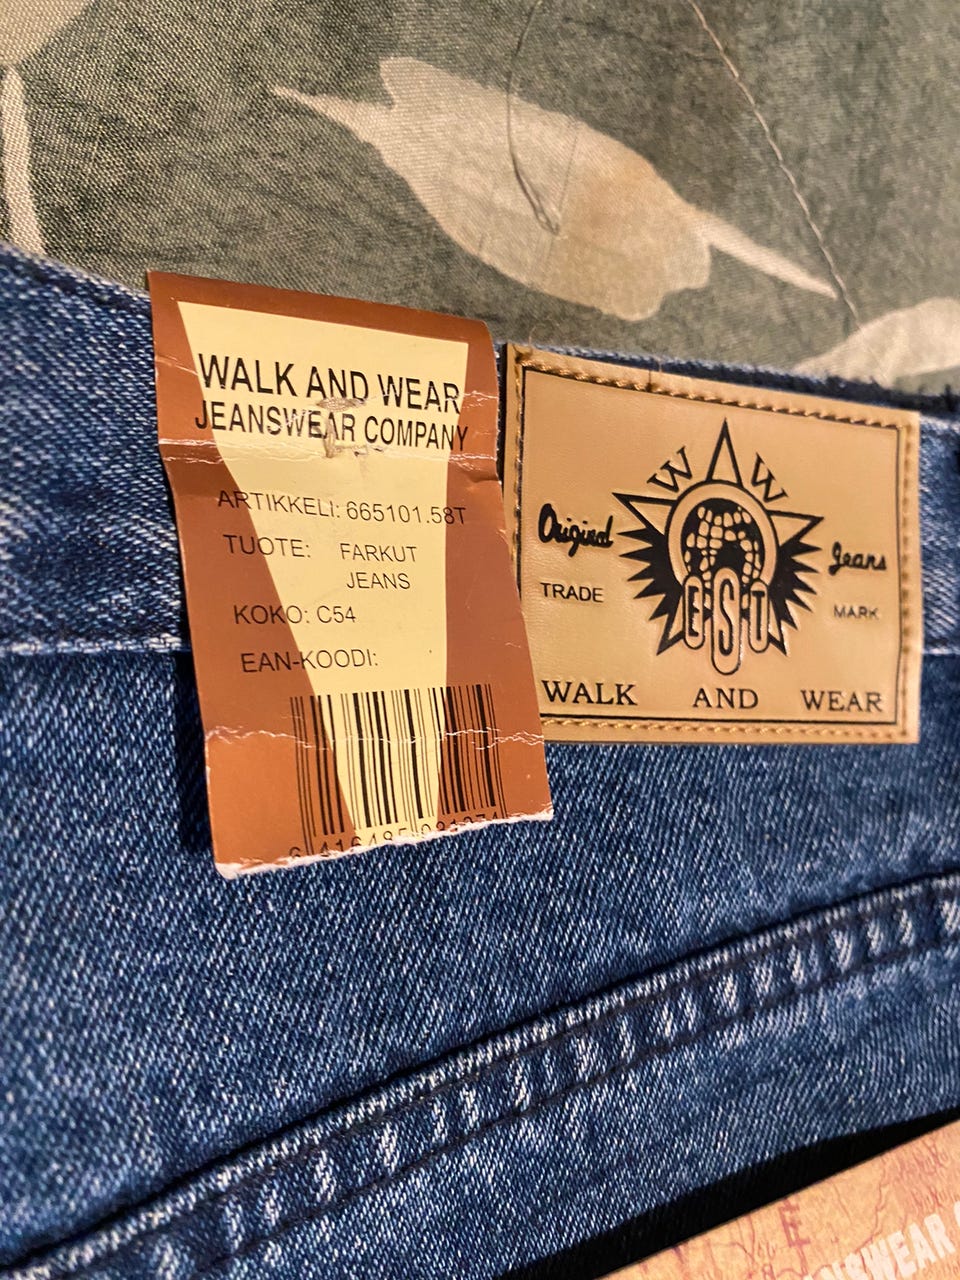 WALK AND WEAR
JEANSWEAR COMPANY
ARTIKKELI: 665101.58T
TUOTE: FARKUT
JEANS
KOKO: C54
EAN-KOODI:
W W
Original Jeans
TRADE MARK
EST
WALK AND WEAR